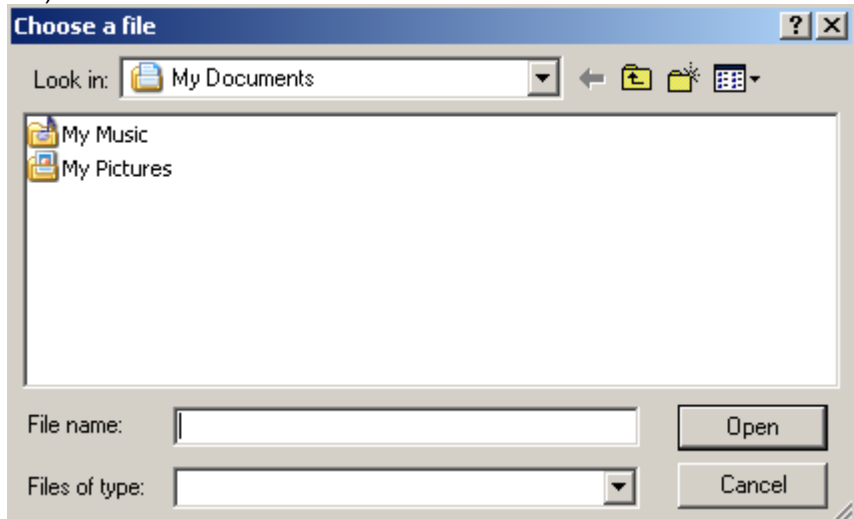 Choose a file
Look in: My Documents
My Music
My Pictures
File name: Open
Files of type: Cancel